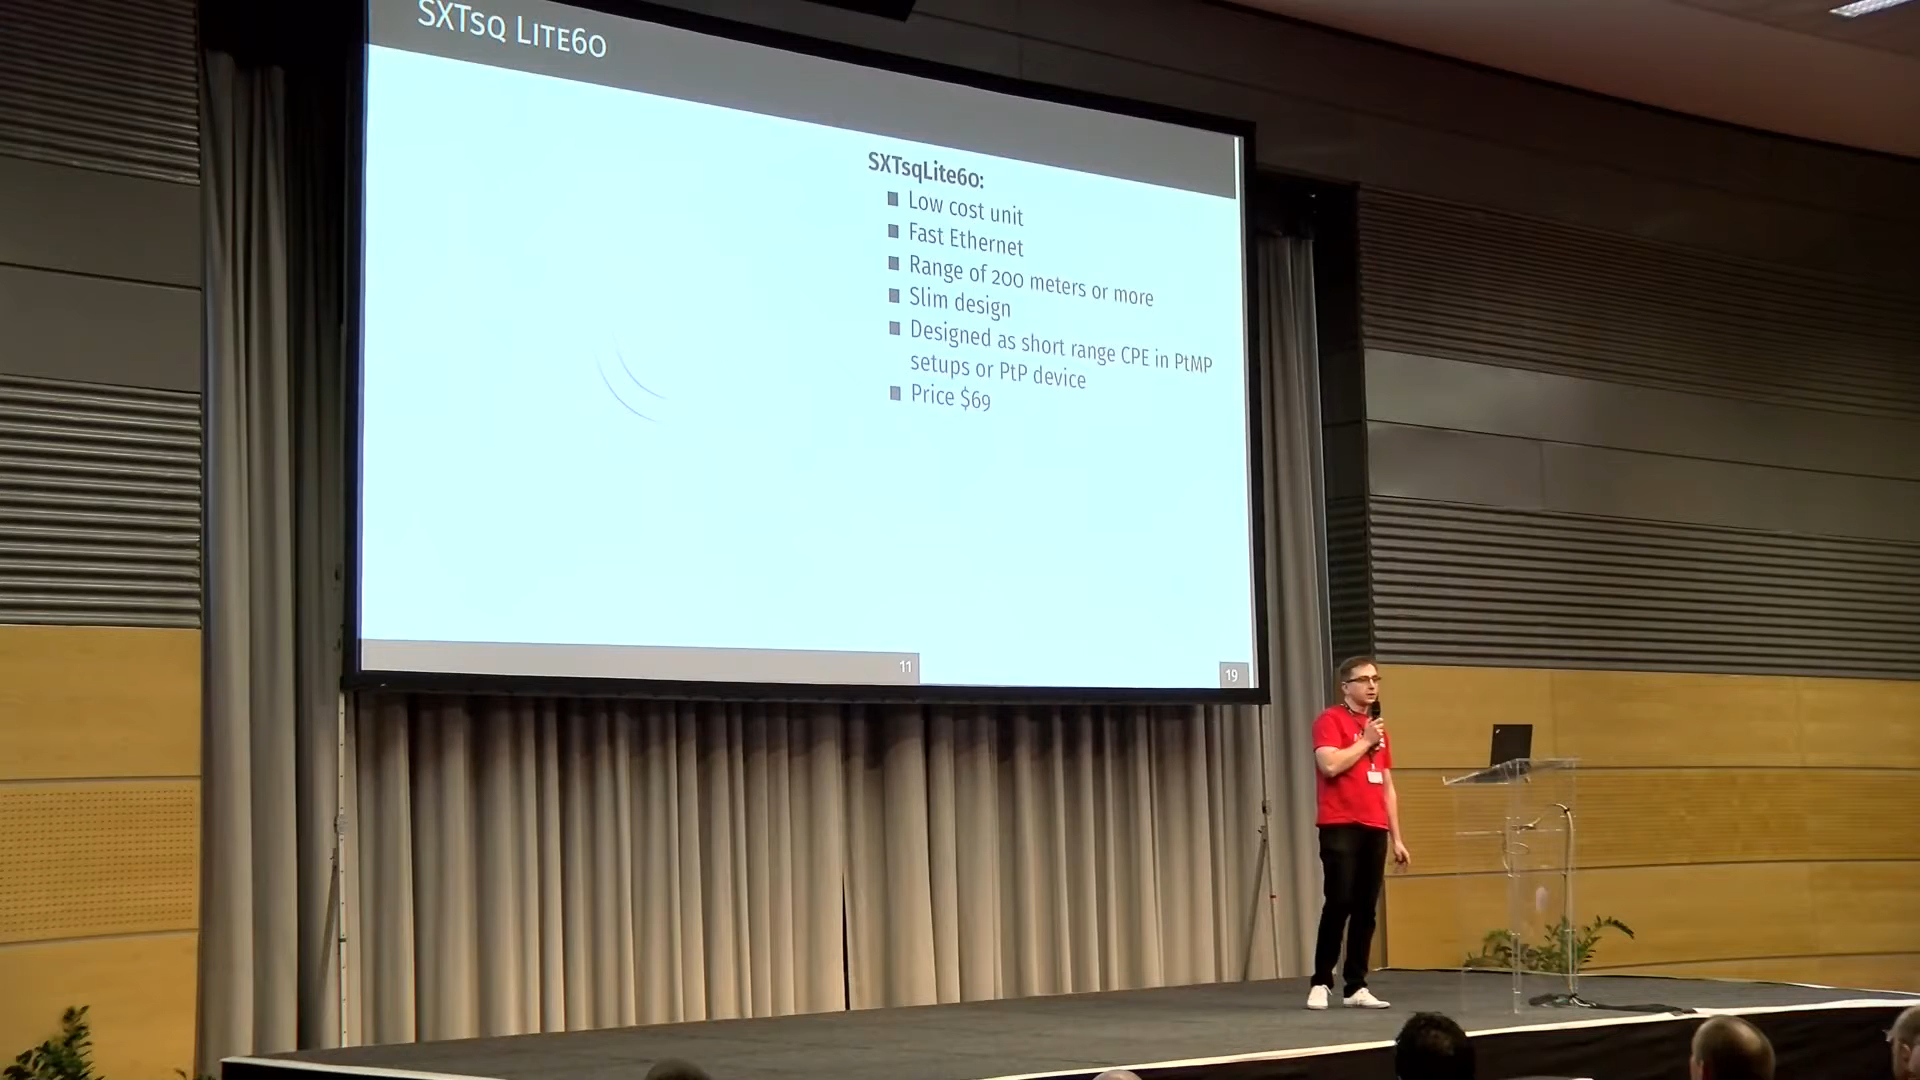 SXTsq Lite60
SXTsqLite60:
Low cost unit
Fast Ethernet
Range of 200 meters or more
Slim design
Designed as short range CPE in PtMP
setups or PtP device
Price $69
11
19